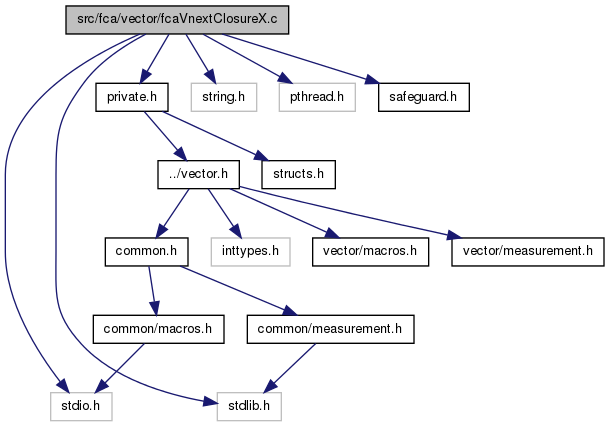 src/fca/vector/fcaVnextClosureX.c
private.h
string.h
pthread.h
safeguard.h
../vector.h
structs.h
common.h
inttypes.h
vector/macros.h
vector/measurement.h
common/macros.h
common/measurement.h
stdio.h
stdlib.h